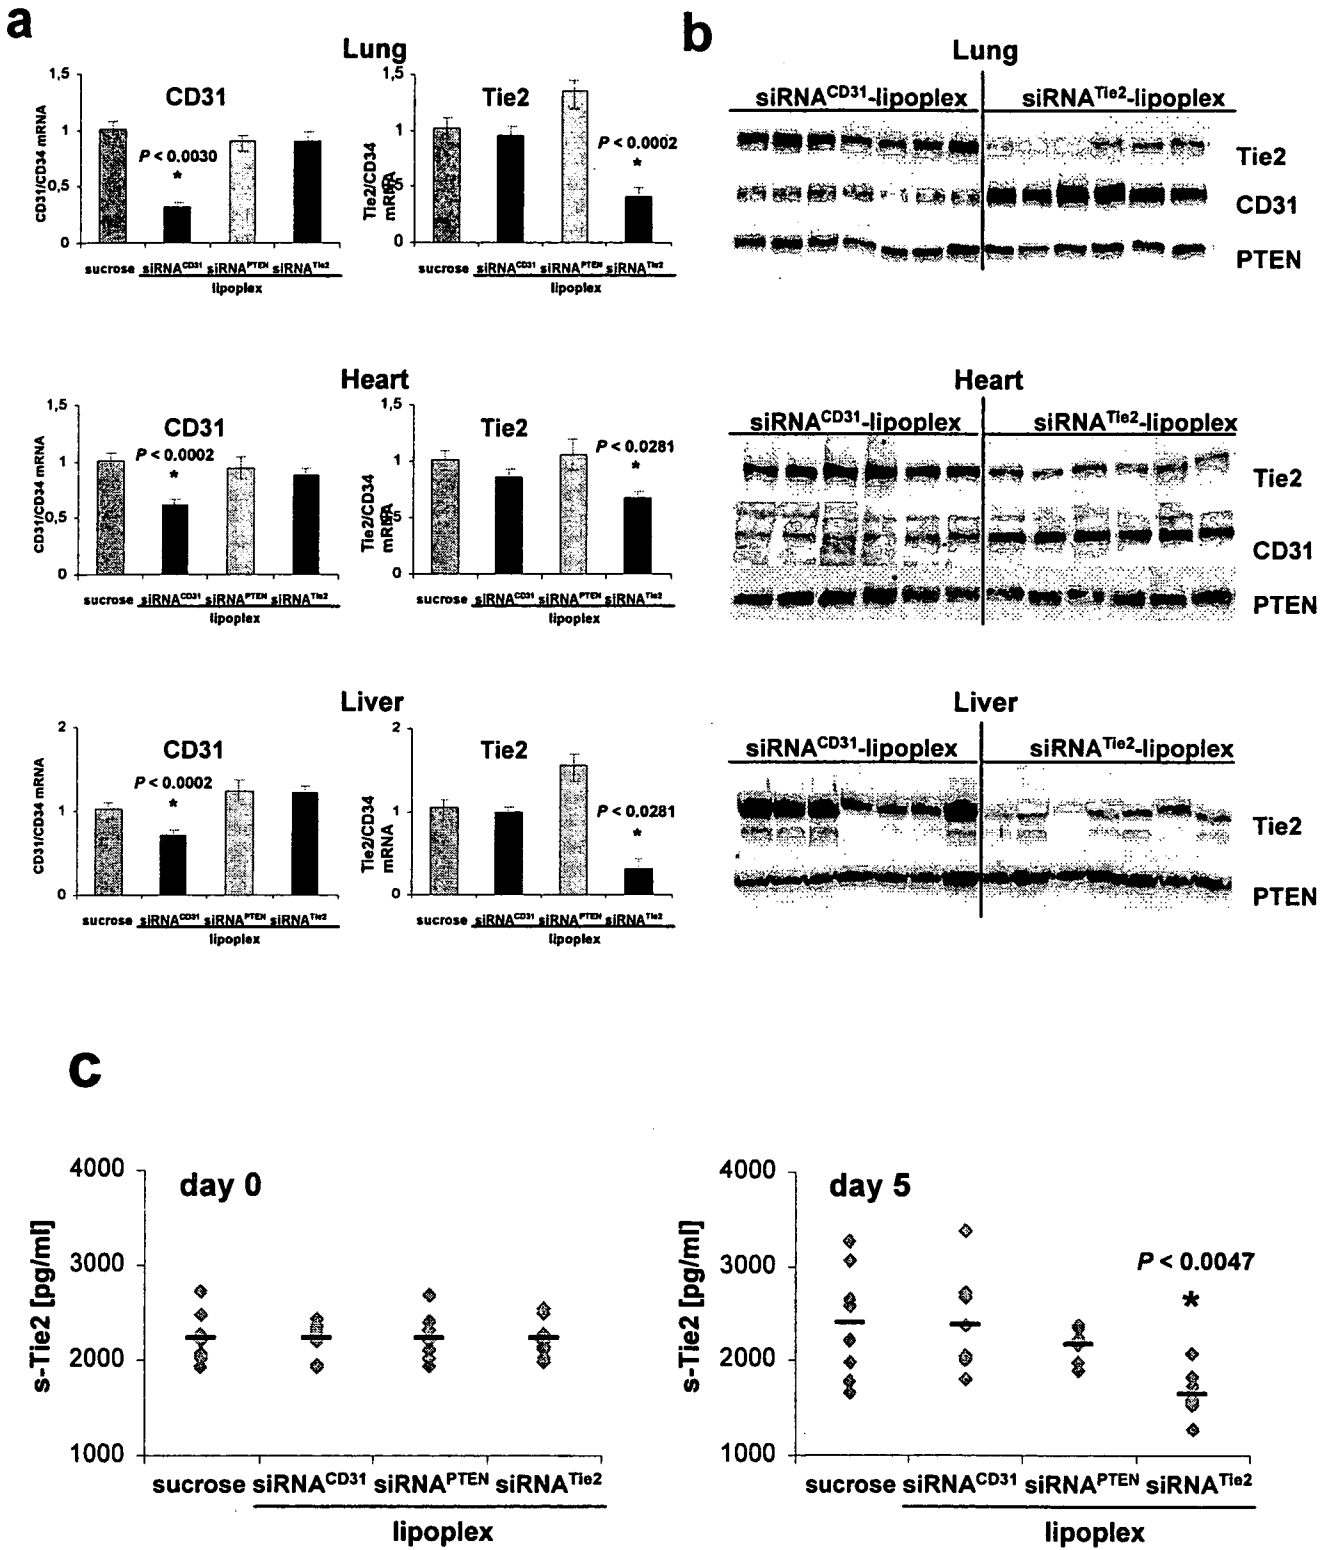 a
Lung
CD31
CD31/CD34 mRNA
1,5
1
0,5
0
P < 0.0030
*
sucrose siRNACD31 siRNAPTEN siRNATie2
lipoplex
Tie2
Tie2/CD34
mRNA
1,5
1
0
P < 0.0002
*
siRNACD31 siRNAPTEN siRNATie2
lipoplex
Heart
CD31
CD31/CD34 mRNA
1,5
1
0,5
0
P < 0.0002
*
sucrose siRNACD31 siRNAPTEN siRNATie2
lipoplex
Tie2
Tie2/CD34
mRNA
1,5
1
0
P < 0.0281
*
sucrose siRNACD31 siRNAPTEN siRNATie2
lipoplex
Liver
CD31
CD31/CD34 mRNA
2
1
0
P < 0.0002
*
sucrose siRNACD31 siRNAPTEN siRNATie2
lipoplex
Tie2
Tie2/CD34
mRNA
2
1
0
P < 0.0281
*
sucrose siRNACD31 siRNAPTEN siRNATie2
lipoplex
b
Lung
siRNACD31-lipoplex siRNATie2-lipoplex
Tie2
CD31
PTEN
Heart
siRNACD31-lipoplex siRNATie2-lipoplex
Tie2
CD31
PTEN
Liver
siRNACD31-lipoplex siRNATie2-lipoplex
Tie2
PTEN
c
day 0
s-Tie2 [pg/ml]
4000
3000
2000
1000
sucrose siRNACD31 siRNAPTEN siRNATie2
lipoplex
day 5
s-Tie2 [pg/ml]
4000
3000
2000
1000
P < 0.0047
*
sucrose siRNACD31 siRNAPTEN siRNATie2
lipoplex